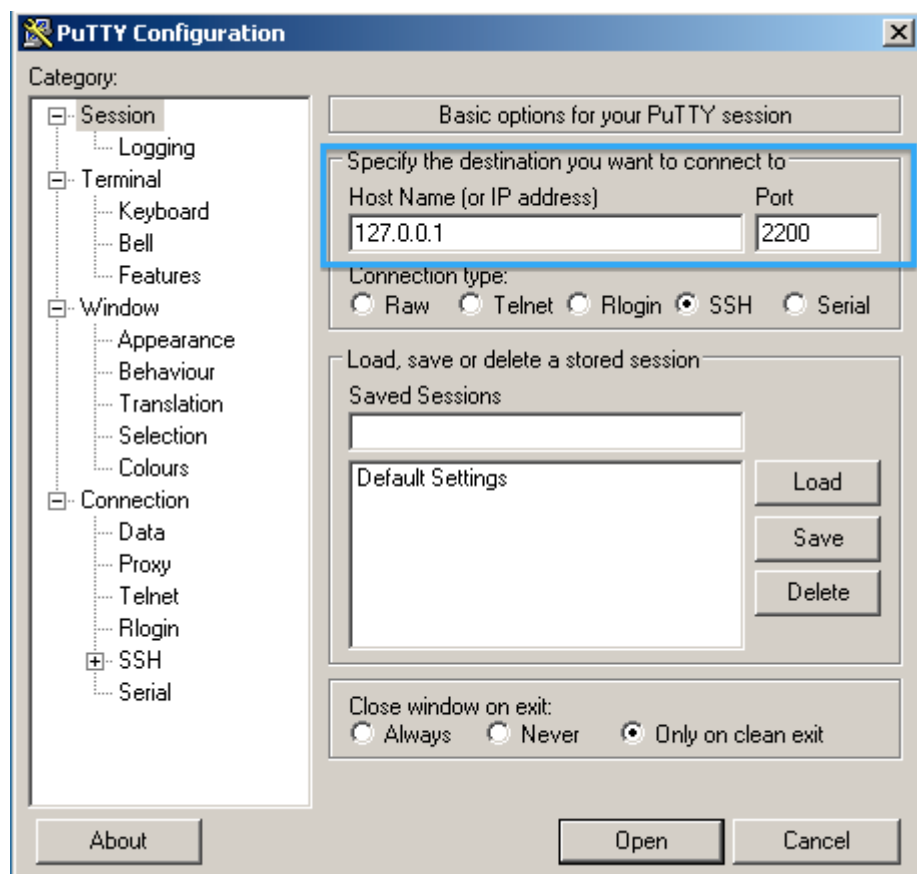 PuTTY Configuration
Category:
Session
Logging
Terminal
Keyboard
Bell
Features
Window
Appearance
Behaviour
Translation
Selection
Colours
Connection
Data
Proxy
Telnet
Rlogin
SSH
Serial
Basic options for your PuTTY session
Specify the destination you want to connect to
Host Name (or IP address) Port
127.0.0.1 2200
Connection type:
Raw Telnet Rlogin SSH Serial
Load, save or delete a stored session
Saved Sessions
Default Settings
Load
Save
Delete
Close window on exit:
Always Never Only on clean exit
About Open Cancel